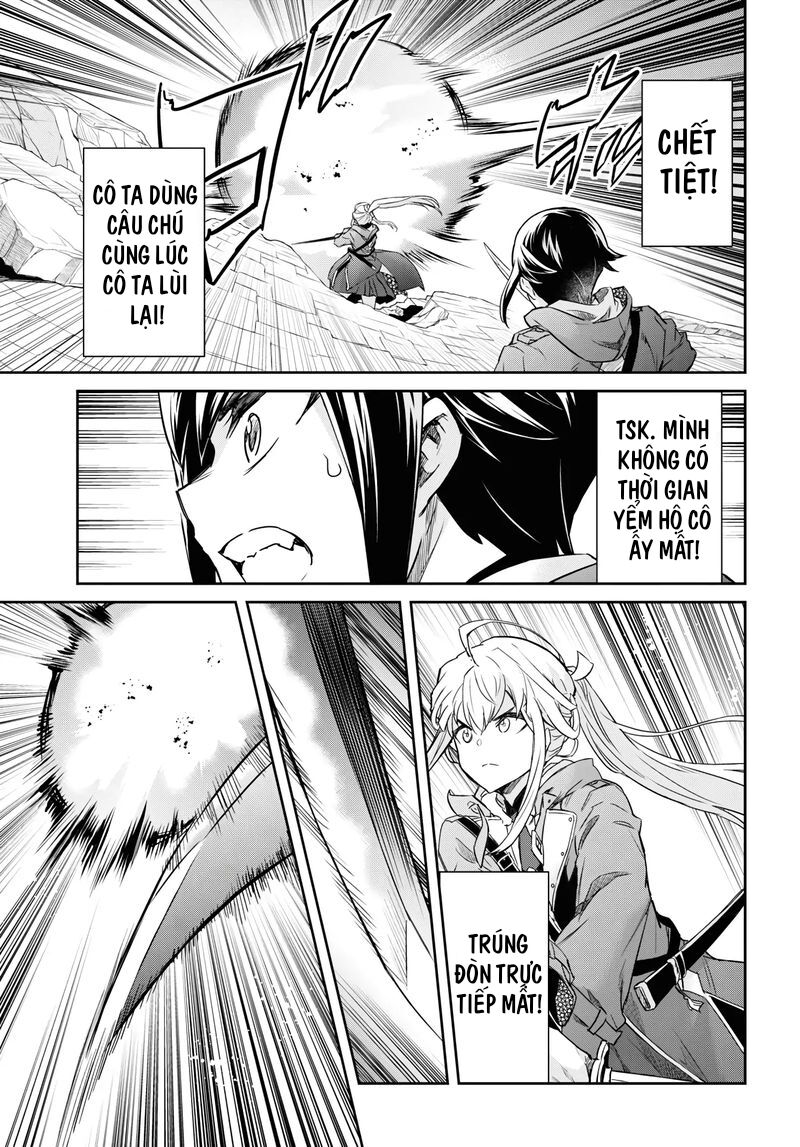 CHẾT
TIỆT!
CÔ TA DÙNG
CÂU CHÚ
CÙNG LÚC
CÔ TA LÙI
LẠI!
TSK. MÌNH
KHÔNG CÓ
THỜI GIAN
YỂM HỘ CÔ
ẤY MẤT!
TRÚNG
ĐÒN TRỰC
TIẾP MẤT!